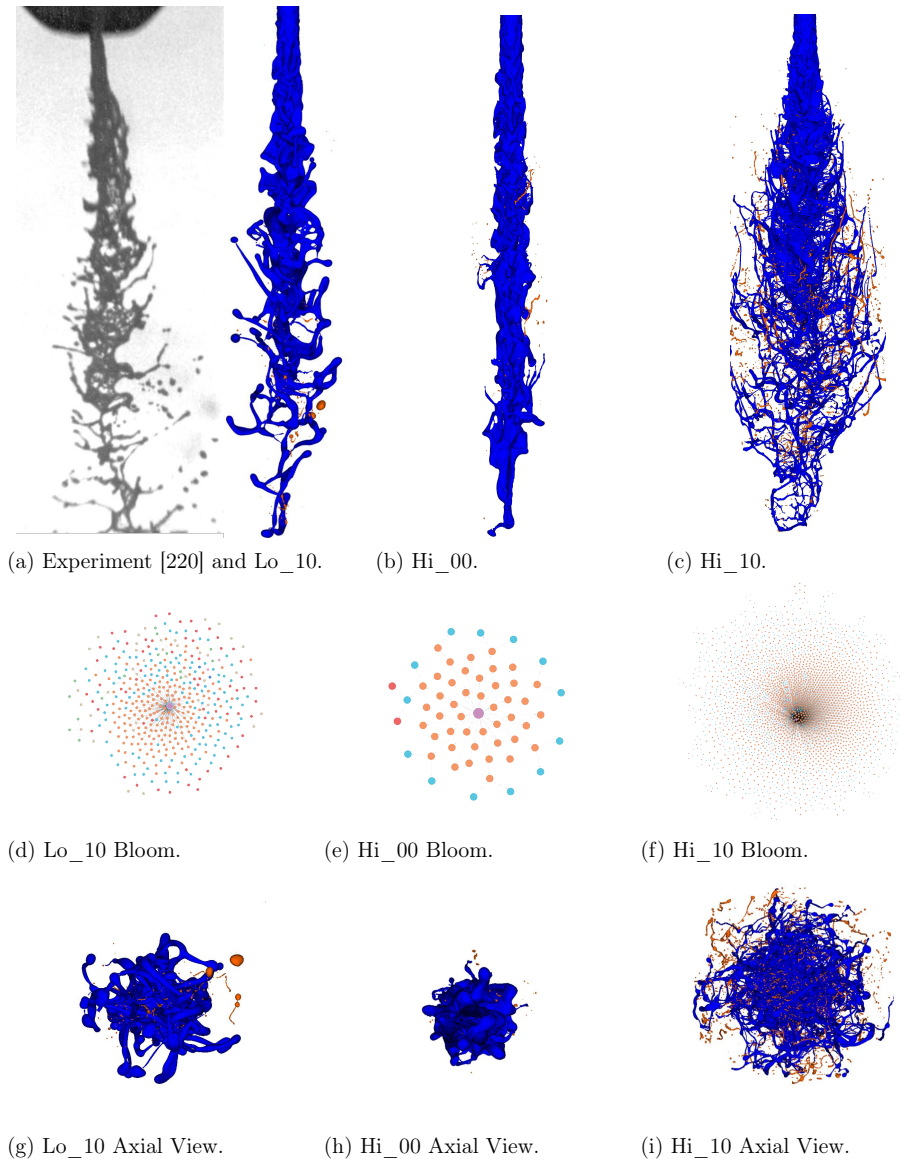 (a) Experiment [220] and Lo_10.
(b) Hi_00.
(c) Hi_10.
(d) Lo_10 Bloom.
(e) Hi_00 Bloom.
(f) Hi_10 Bloom.
(g) Lo_10 Axial View.
(h) Hi_00 Axial View.
(i) Hi_10 Axial View.